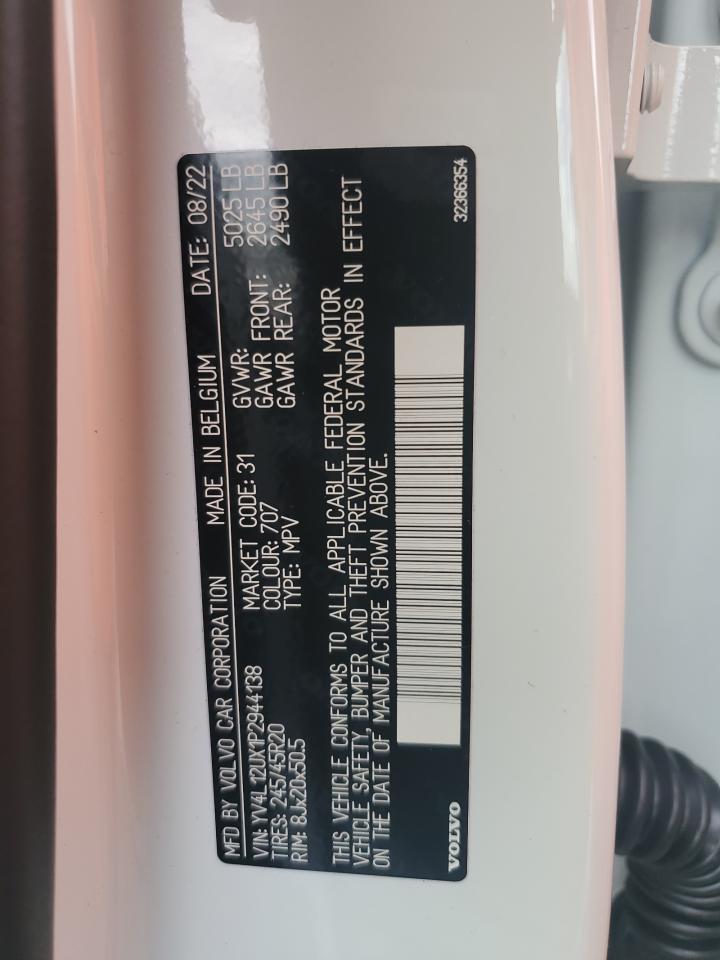 MFD BY VOLVO CAR CORPORATION MADE IN BELGIUM DATE: 08/22
VIN: YV4L12UX1P2944138 MARKET CODE: 31 GVWR: 5025 LB
TIRES: 245/45R20 COLOUR: 707 GAWR FRONT: 2645 LB
RIM: 8Jx20x50.5 TYPE: MPV GAWR REAR: 2490 LB
THIS VEHICLE CONFORMS TO ALL APPLICABLE FEDERAL MOTOR
VEHICLE SAFETY, BUMPER AND THEFT PREVENTION STANDARDS IN EFFECT
ON THE DATE OF MANUFACTURE SHOWN ABOVE.
VOLVO 32366354